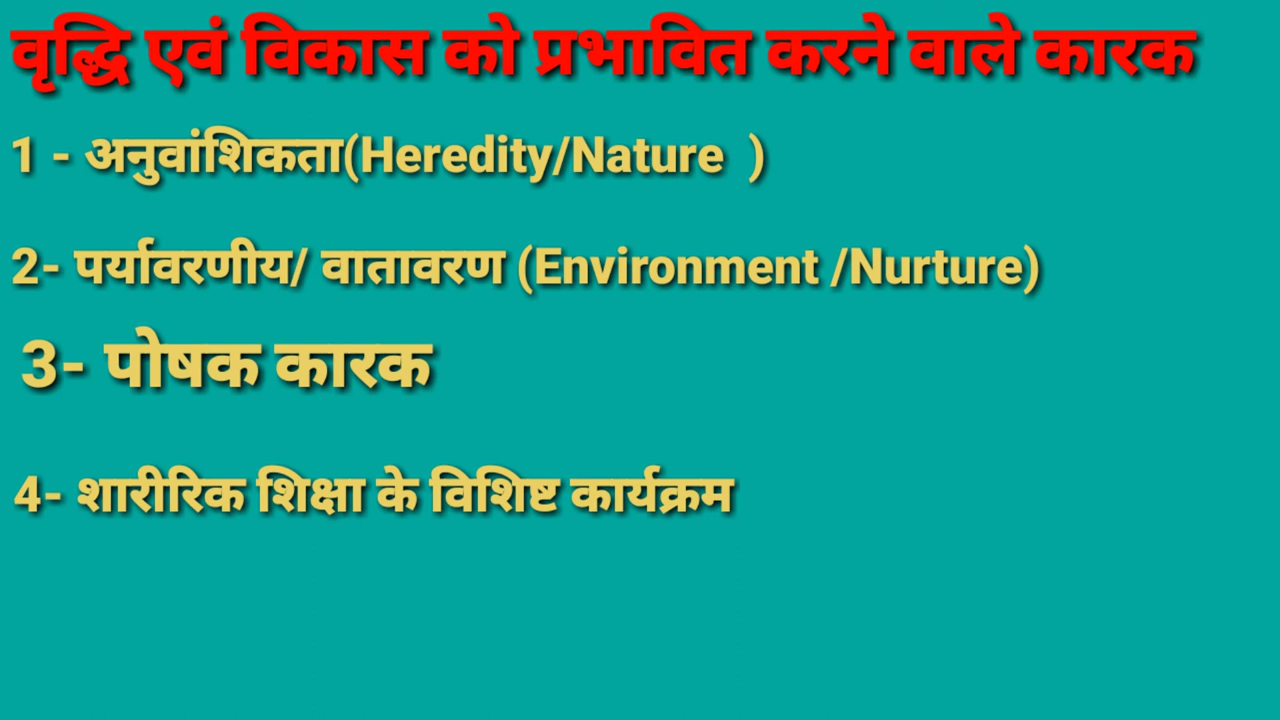 वृद्धि एवं विकास को प्रभावित करने वाले कारक
1 - अनुवांशिकता(Heredity/Nature )
2- पर्यावरणीय/ वातावरण (Environment /Nurture)
3- पोषक कारक
4- शारीरिक शिक्षा के विशिष्ट कार्यक्रम